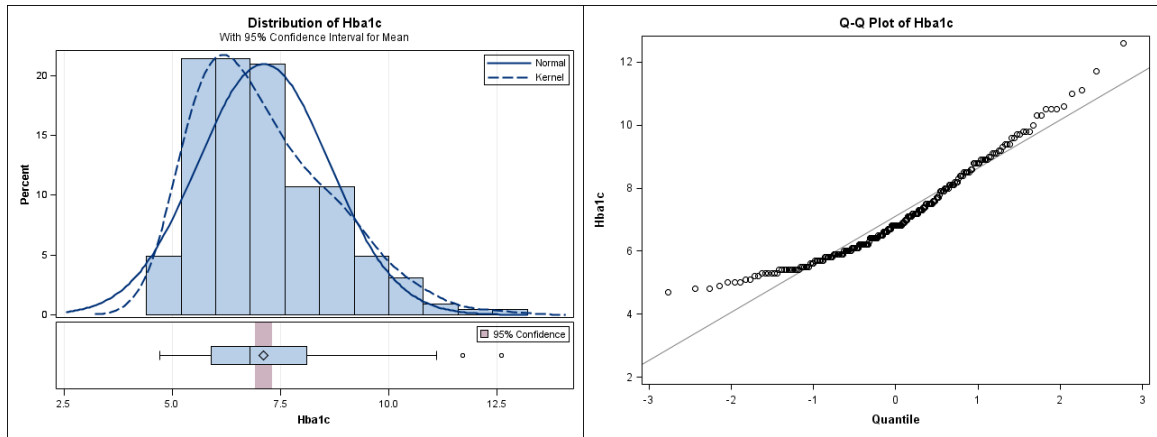 Distribution of Hba1c
With 95% Confidence Interval for Mean
Normal
Kernel
20
15
10
5
0
Percent
95% Confidence
2.5 5.0 7.5 10.0 12.5
Hba1c
Q-Q Plot of Hba1c
12
10
8
6
4
2
Hba1c
-3 -2 -1 0 1 2 3
Quantile